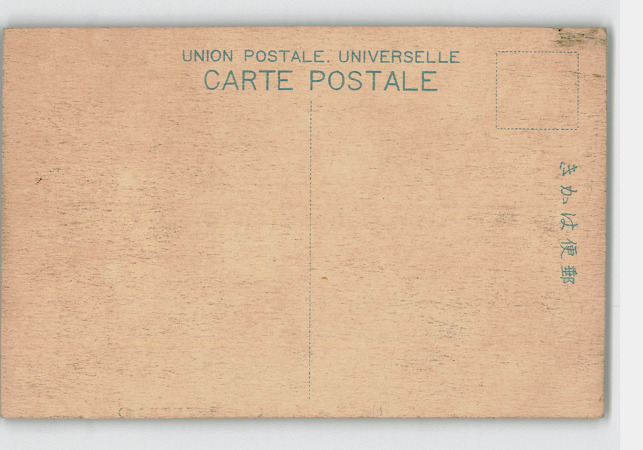 UNION POSTALE. UNIVERSELLE
CARTE POSTALE
郵便はかき